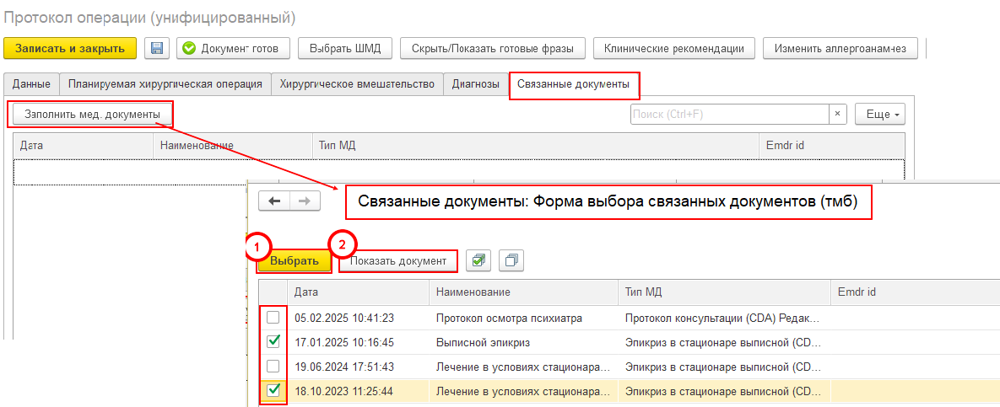 Протокол операции (унифицированный)
Записать и закрыть Документ готов Выбрать ШМД Скрыть/Показать готовые фразы Клинические рекомендации Изменить аллергоанамнез
Данные Планируемая хирургическая операция Хирургическое вмешательство Диагнозы Связанные документы
Заполнить мед. документы Поиск (Ctrl+F) × Еще
Дата Наименование Тип МД Emdr id
Связанные документы: Форма выбора связанных документов (тмб)
1 2
Выбрать Показать документ
Дата Наименование Тип МД Emdr id
05.02.2025 10:41:23 Протокол осмотра психиатра Протокол консультации (CDA) Редак...
17.01.2025 10:16:45 Выписной эпикриз Эпикриз в стационаре выписной (CD...
19.06.2024 17:51:43 Лечение в условиях стационара... Эпикриз в стационаре выписной (CD...
18.10.2023 11:25:44 Лечение в условиях стационара... Эпикриз в стационаре выписной (CD...